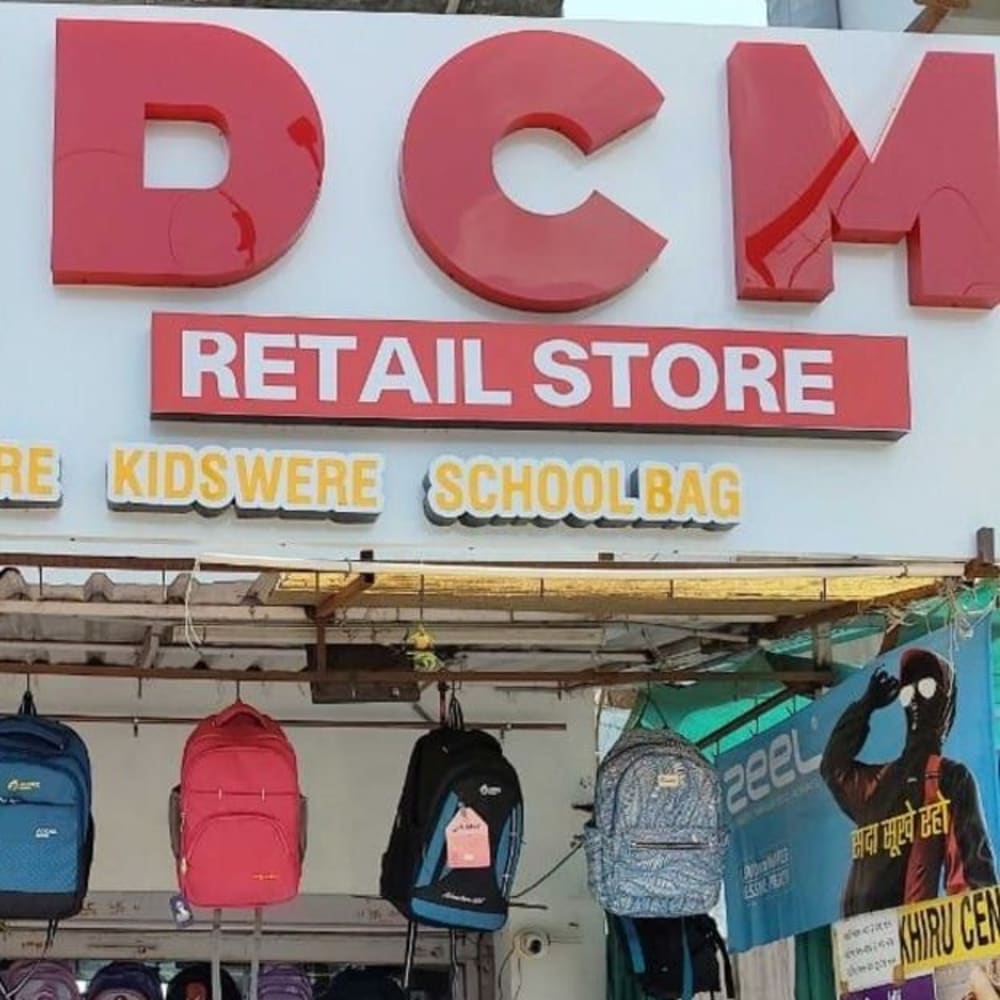 DCM
RETAIL STORE
RE KIDSWERE SCHOOL BAG
ZEEL
सदा सूखे रहो
KHIRU CEN